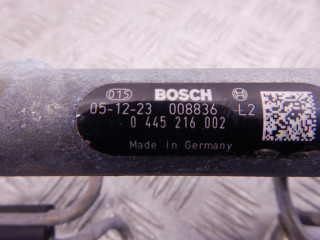 015 BOSCH
05-12-23 008836 L2
0 445 216 002
Made in Germany